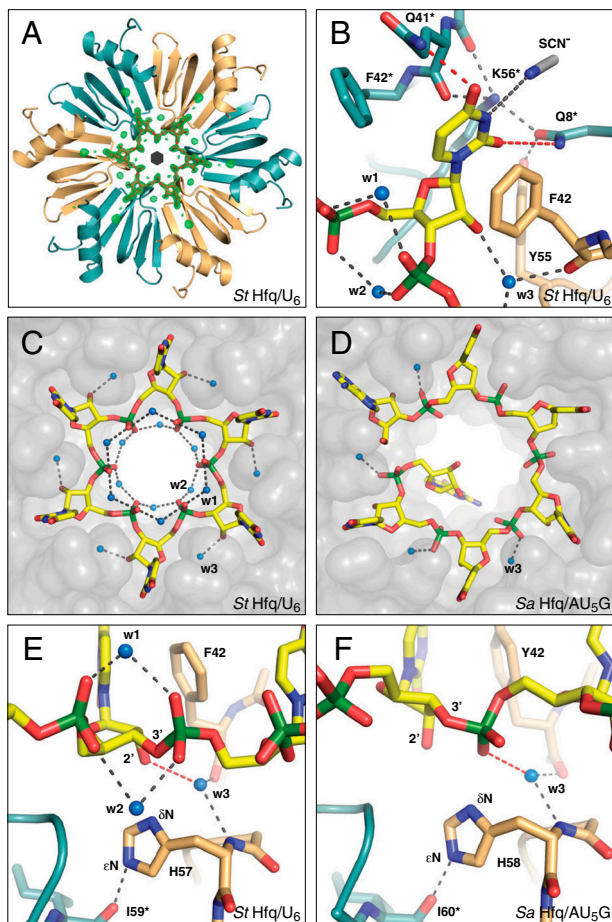 A
St Hfq/U6
B
Q41*
SCN-
F42*
K56*
Q8*
w1
F42
w2
Y55
w3
St Hfq/U6
C
w2
w1
w3
St Hfq/U6
D
w3
Sa Hfq/AU5G
E
w1
F42
3'
2'
w3
w2
δN
εN
H57
I59*
St Hfq/U6
F
Y42
3'
2'
w3
δN
εN
H58
I60*
Sa Hfq/AU5G